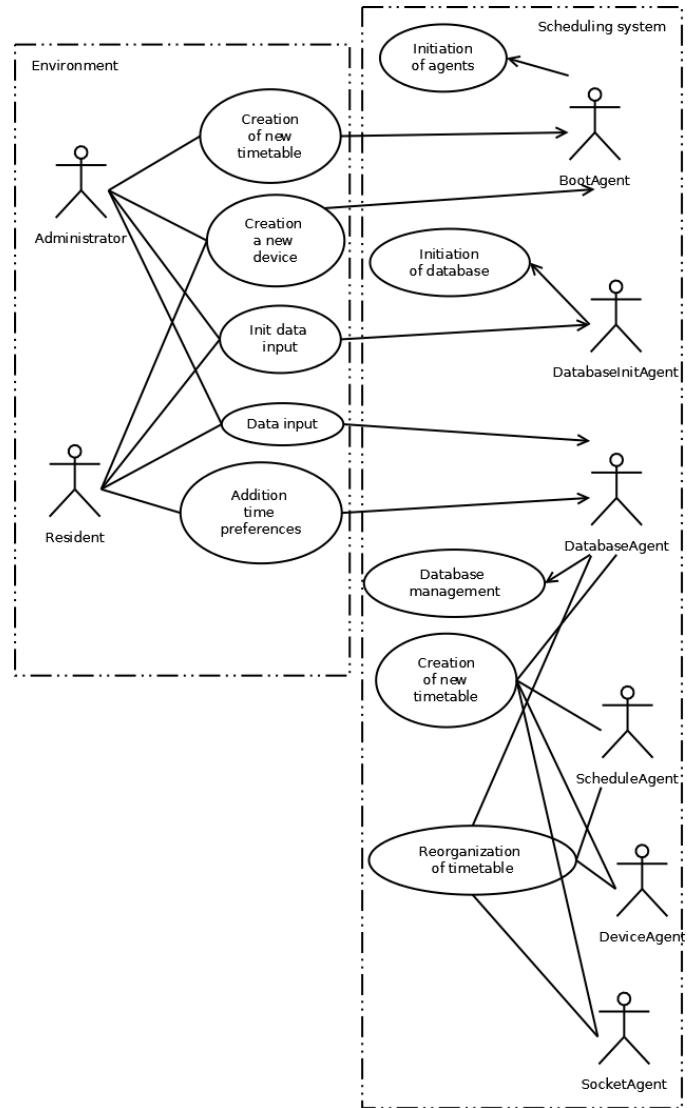 Environment
Creation
of new
timetable
Administrator
Creation
a new
device
Init data
input
Data input
Resident
Addition
time
preferences
Scheduling system
Initiation
of agents
BootAgent
Initiation
of database
DatabaseInitAgent
DatabaseAgent
Database
management
Creation
of new
timetable
ScheduleAgent
Reorganization
of timetable
DeviceAgent
SocketAgent